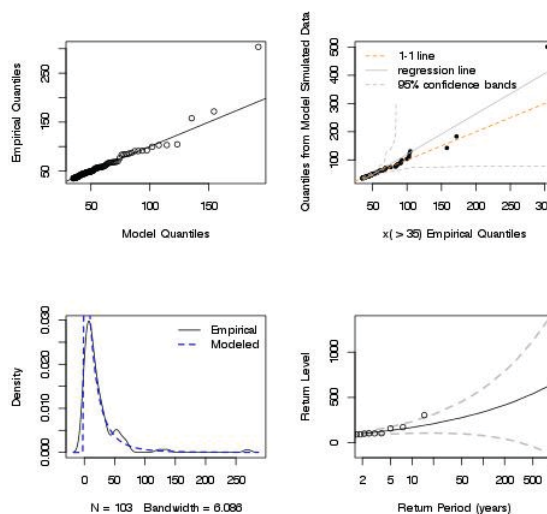 Empirical Quantiles
50
150
250
50
100
150
Model Quantiles
Quantiles from Model Simulated Data
100
200
300
400
500
1-1 line
regression line
95% confidence bands
50
100
150
200
250
300
x( > 35) Empirical Quantiles
Density
0.000
0.010
0.020
0.030
Empirical
Modeled
0
50
100
150
200
250
N = 103 Bandwidth = 6.086
Return Level
0
500
1000
2
5
10
20
50
100
200
500
Return Period (years)